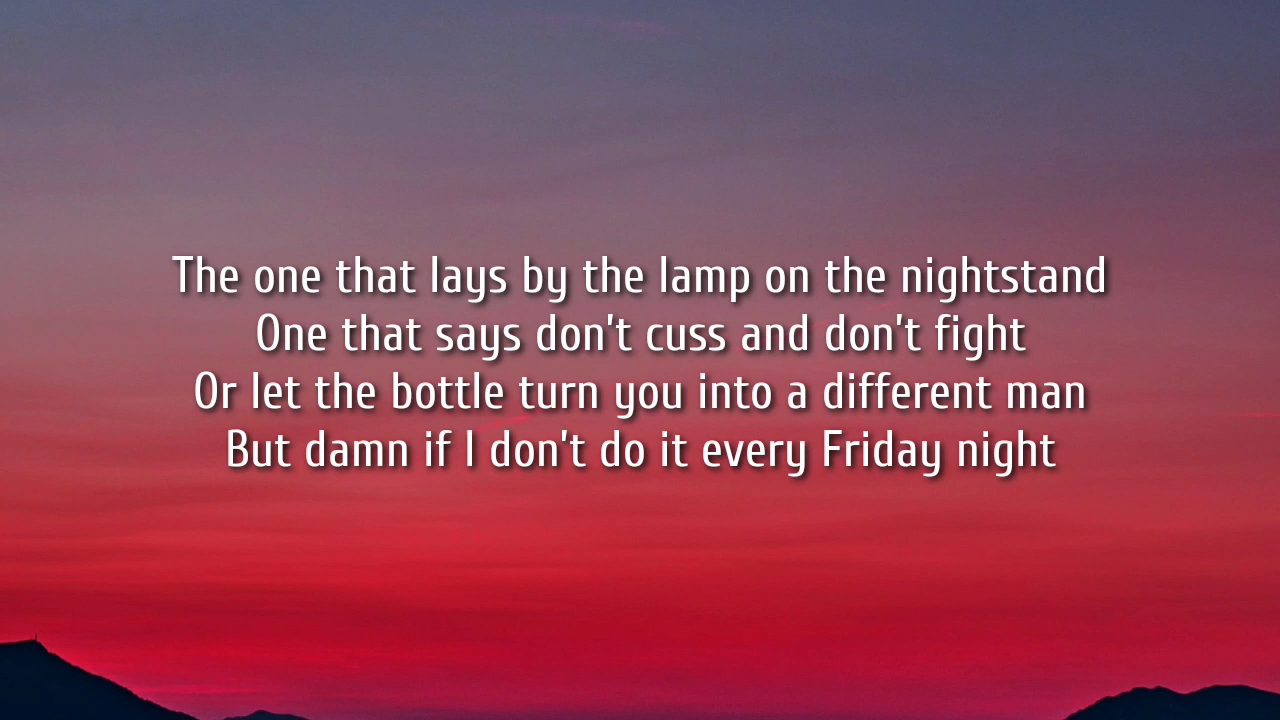 The one that lays by the lamp on the nightstand
One that says don't cuss and don't fight
Or let the bottle turn you into a different man
But damn if I don't do it every Friday night